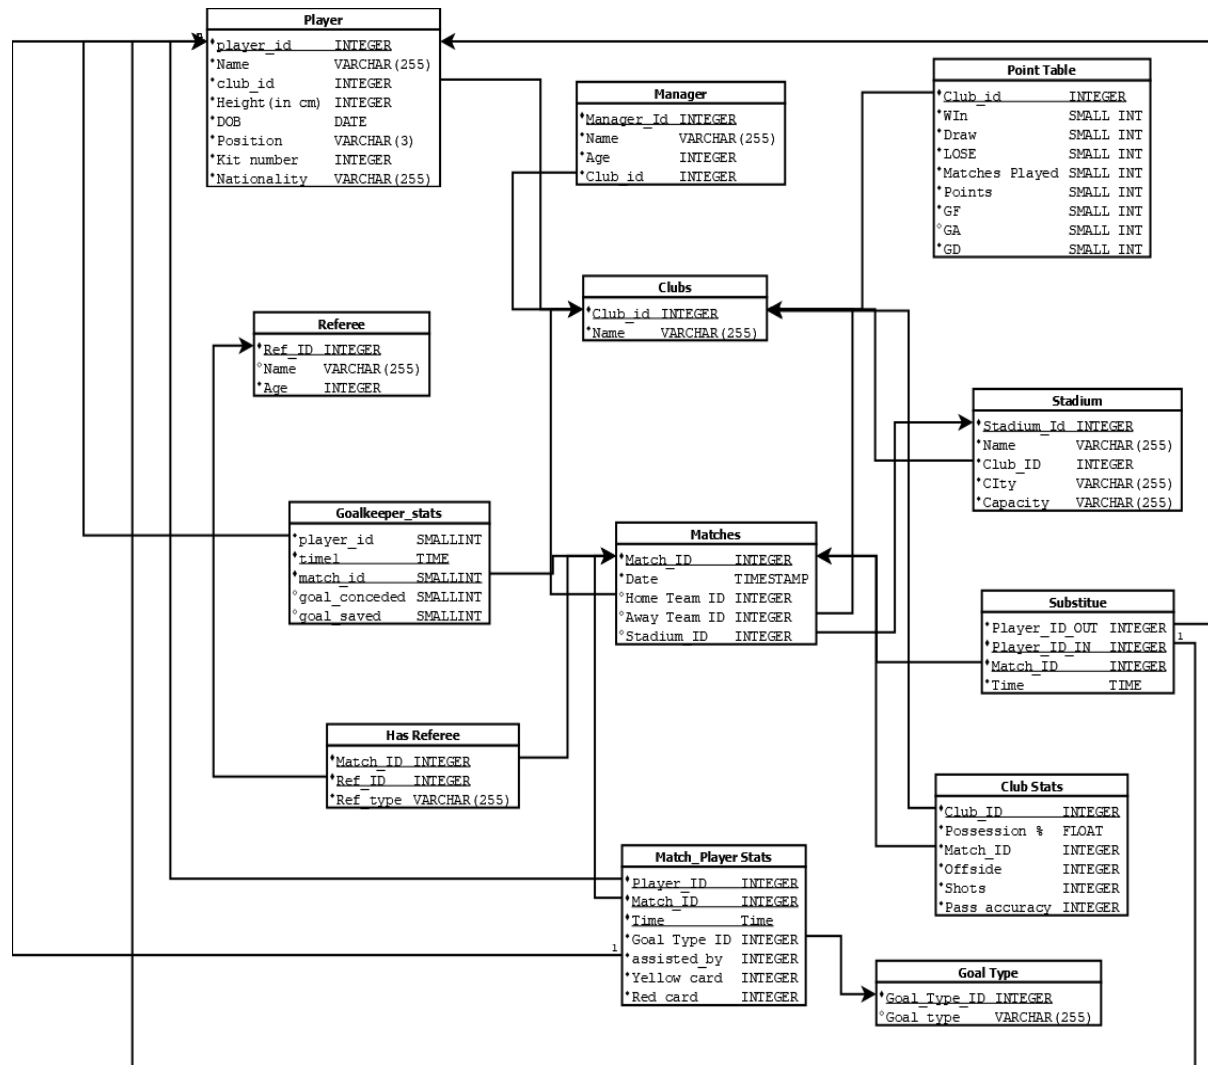 Player
player_id INTEGER
Name VARCHAR(255)
club_id INTEGER
Height(in cm) INTEGER
DOB DATE
Position VARCHAR(3)
Kit number INTEGER
Nationality VARCHAR(255)
Manager
Manager_Id INTEGER
Name VARCHAR(255)
Age INTEGER
Club_id INTEGER
Point Table
Club_id INTEGER
WIn SMALL INT
Draw SMALL INT
LOSE SMALL INT
Matches Played SMALL INT
Points SMALL INT
GF SMALL INT
GA SMALL INT
GD SMALL INT
Clubs
Club_id INTEGER
Name VARCHAR(255)
Referee
Ref_ID INTEGER
Name VARCHAR(255)
Age INTEGER
Stadium
Stadium_Id INTEGER
Name VARCHAR(255)
Club_ID INTEGER
CIty VARCHAR(255)
Capacity VARCHAR(255)
Goalkeeper_stats
player_id SMALLINT
time1 TIME
match_id SMALLINT
goal_conceded SMALLINT
goal_saved SMALLINT
Matches
Match_ID INTEGER
Date TIMESTAMP
Home Team ID INTEGER
Away Team ID INTEGER
Stadium_ID INTEGER
Substitue
Player_ID_OUT INTEGER
Player_ID_IN INTEGER
Match_ID INTEGER
Time TIME
1
Has Referee
Match_ID INTEGER
Ref_ID INTEGER
Ref_type VARCHAR(255)
Club Stats
Club_ID INTEGER
Possession % FLOAT
Match_ID INTEGER
Offside INTEGER
Shots INTEGER
Pass accuracy INTEGER
Match_Player Stats
Player_ID INTEGER
Match_ID INTEGER
Time Time
Goal Type ID INTEGER
assisted_by INTEGER
Yellow card INTEGER
Red card INTEGER
1
Goal Type
Goal_Type_ID INTEGER
Goal type VARCHAR(255)